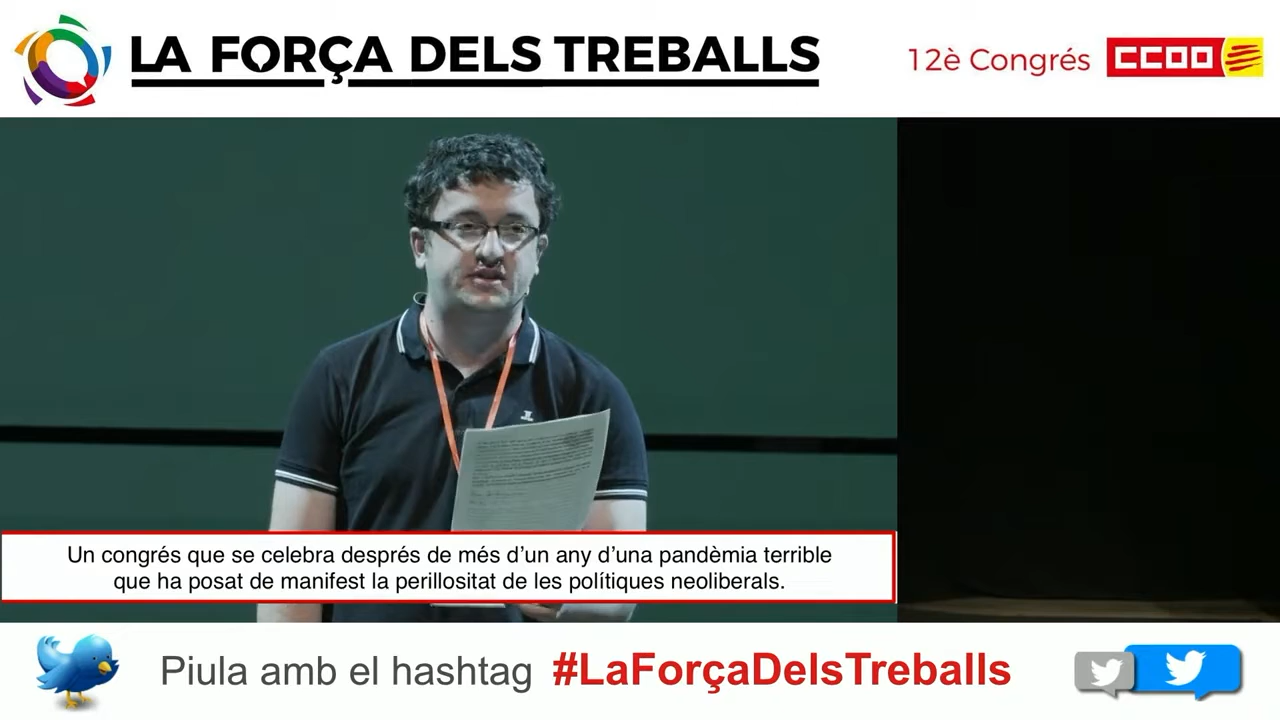 LA FORÇA DELS TREBALLS
12è Congrés
CCOO
Un congrés que se celebra després de més d'un any d'una pandèmia terrible
que ha posat de manifest la perillositat de les polítiques neoliberals.
Piula amb el hashtag #LaForçaDelsTreballs